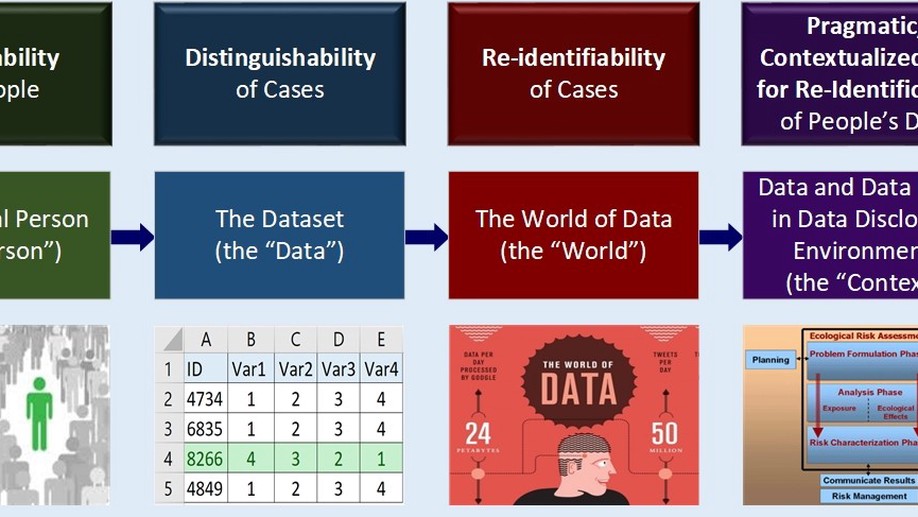 ability
ople
Distinguishability
of Cases
Re-identifiability
of Cases
Pragmatic,
Contextualized
for Re-Identific
of People's D
al Person
rson")
The Dataset
(the "Data")
The World of Data
(the "World")
Data and Data
in Data Disclo
Environmen
(the "Contex
A B C D E
1 ID Var1 Var2 Var3 Var4
2 4734 1 2 3 4
3 6835 1 2 3 4
4 8266 4 3 2 1
5 4849 1 2 3 4
DATA PER
DAY
PROCESSED
BY GOOGLE
24
PETABYTES
THE WORLD OF
DATA
TWEETS
PER
DAY
50
MILLION
Ecological Risk Assessme
Planning
Problem Formulation Phas
Analysis Phase
Exposure
Ecological
Effects
Risk Characterization Pha
Communicate Results
Risk Management